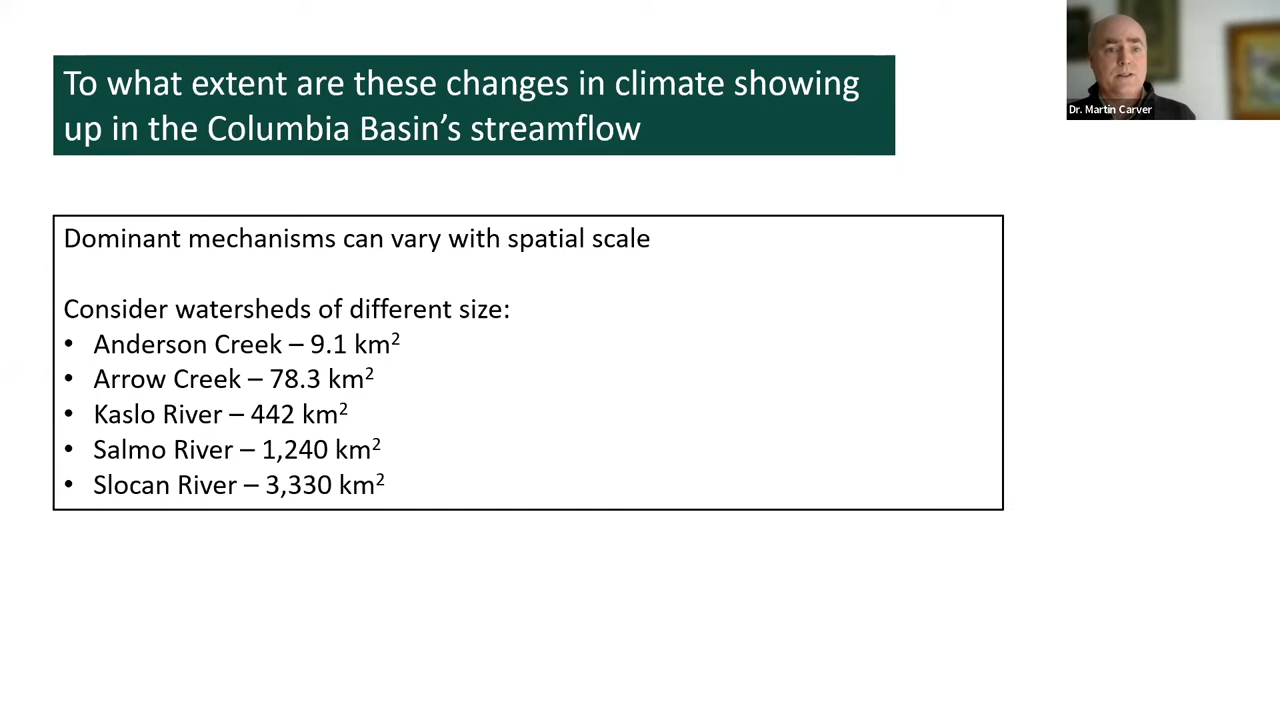 To what extent are these changes in climate showing
up in the Columbia Basin’s streamflow
Dr. Martin Carver
Dominant mechanisms can vary with spatial scale
Consider watersheds of different size:
• Anderson Creek – 9.1 km²
• Arrow Creek – 78.3 km²
• Kaslo River – 442 km²
• Salmo River – 1,240 km²
• Slocan River – 3,330 km²